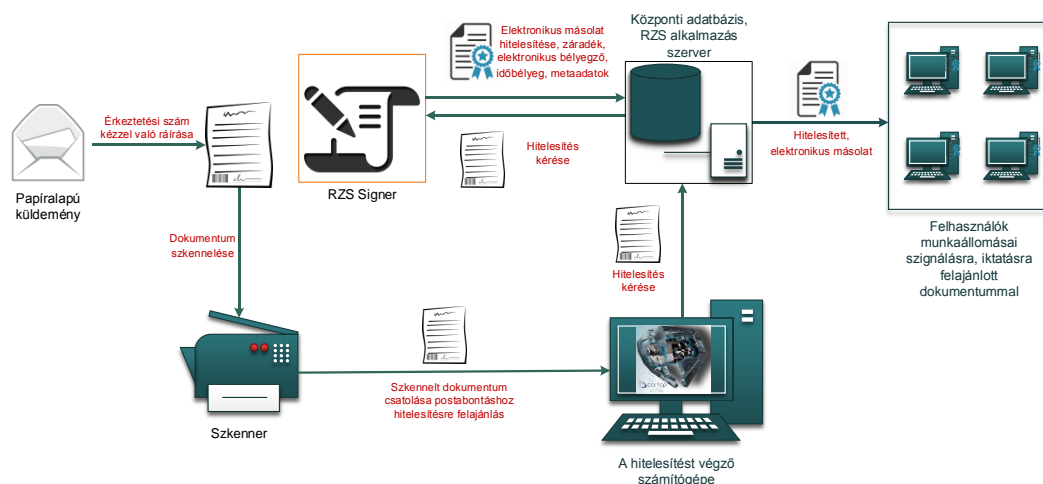 Elektronikus másolat
hitelesítése, záradék,
elektronikus bélyegző,
időbélyeg, metaadatok
Központi adatbázis,
RZS alkalmazás
szerver
Érkeztetési szám
kézzel való ráírása
Papíralapú
küldemény
RZS Signer
Hitelesítés
kérése
Hitelesített,
elektronikus másolat
Felhasználók
munkaállomásai
szignálásra, iktatásra
felajánlott
dokumentummal
Dokumentum
szkennelése
Hitelesítés
kérése
Szkennelt dokumentum
csatolása postabontáshoz
hitelesítésre felajánlás
Szkenner
A hitelesítést végző
számítógépe